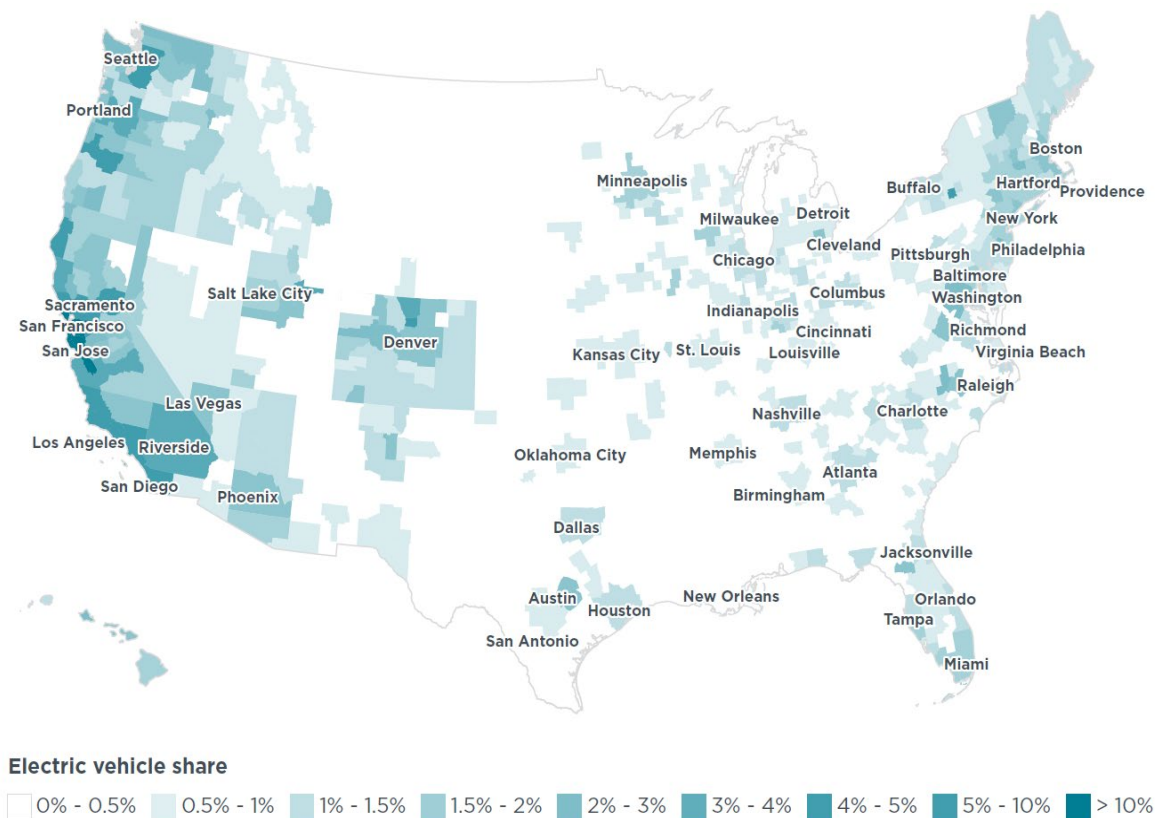 Seattle
Portland
Boston
Minneapolis
Buffalo
Hartford
Providence
Milwaukee
Detroit
New York
Cleveland
Pittsburgh
Philadelphia
Chicago
Baltimore
Salt Lake City
Columbus
Washington
Sacramento
Indianapolis
San Francisco
Cincinnati
Richmond
Denver
San Jose
Kansas City
St. Louis
Louisville
Virginia Beach
Raleigh
Las Vegas
Nashville
Charlotte
Los Angeles
Riverside
Oklahoma City
Memphis
Atlanta
San Diego
Phoenix
Birmingham
Dallas
Jacksonville
Austin
Houston
New Orleans
Orlando
Tampa
San Antonio
Miami
Electric vehicle share
0% - 0.5% 0.5% - 1% 1% - 1.5% 1.5% - 2% 2% - 3% 3% - 4% 4% - 5% 5% - 10% > 10%